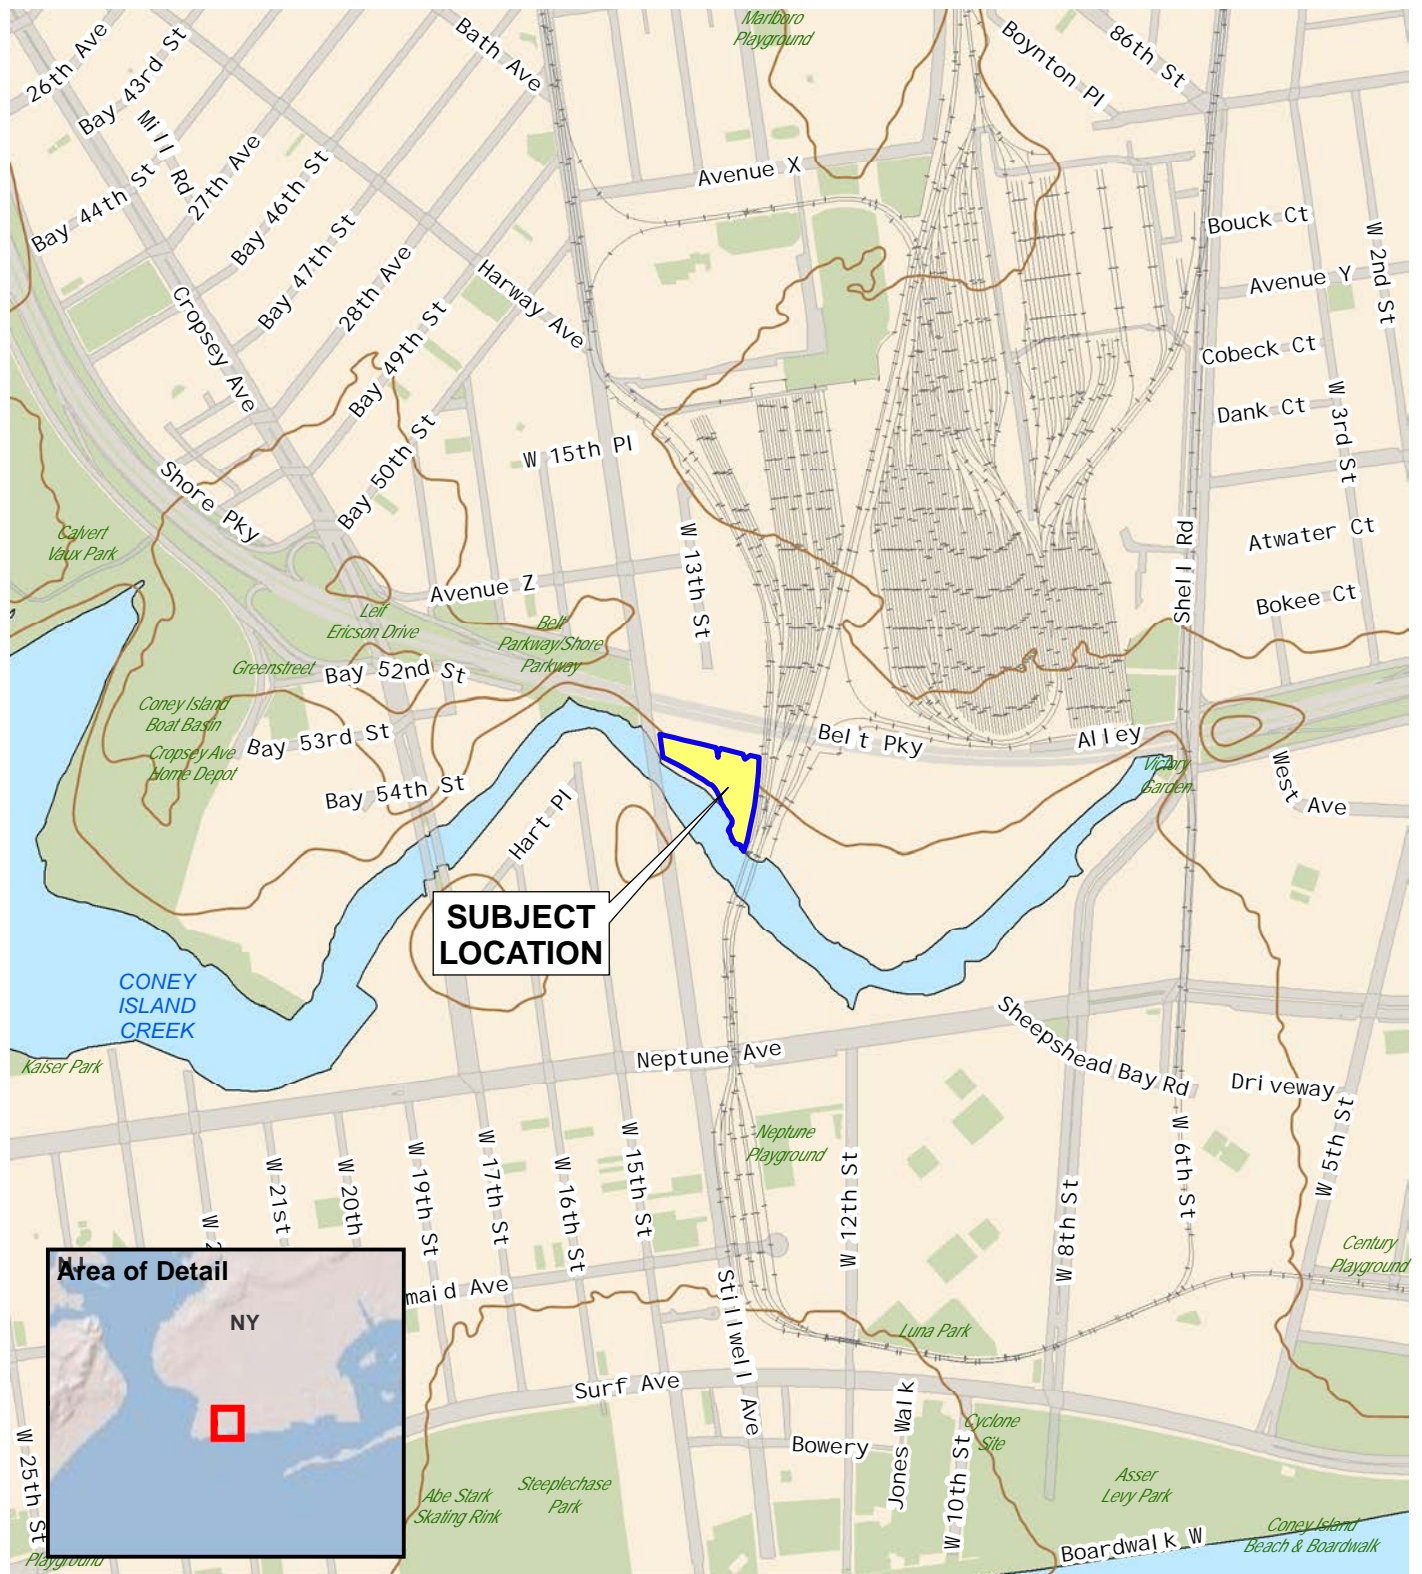 Marlboro
Playground
26th Ave
Bay 43rd St
Mill Rd
Bath Ave
Boynton Pl
86th St
Bay 44th St
27th Ave
Bay 46th St
Bay 47th St
28th Ave
Avenue X
Bouck Ct
W 2nd St
Avenue Y
Cropsey Ave
Harway Ave
Bay 49th St
Cobeck Ct
Dank Ct
W 3rd St
Bay 50th St
W 15th Pl
Shore Pky
Calvert
Vaux Park
W 13th St
Shell Rd
Atwater Ct
Bokee Ct
Avenue Z
Leif
Ericson Drive
Belt
Parkway/Shore
Parkway
Greenstreet
Bay 52nd St
Coney Island
Boat Basin
Bay 53rd St
Cropsey Ave
Home Depot
Belt Pky
Alley
Victory
Garden
West Ave
Bay 54th St
Hart Pl
SUBJECT
LOCATION
CONEY
ISLAND
CREEK
Kaiser Park
Neptune Ave
Sheepshead Bay Rd
Driveway
Neptune
Playground
W 21st
W 20th
W 19th St
W 17th St
W 16th St
W 15th St
W 12th St
W 8th St
W 6th St
W 5th St
W 2
Century
Playground
NJ
Area of Detail
NY
maid Ave
Stillwell Ave
Luna Park
Surf Ave
Bowery
Jones Walk
W 10th St
Cyclone
Site
W 25th St
Abe Stark
Skating Rink
Steeplechase
Park
Asser
Levy Park
Coney Island
Beach & Boardwalk
Boardwalk W
Playground